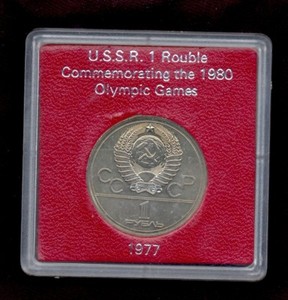 U.S.S.R. 1 Rouble
Commemorating the 1980
Olympic Games
СССР
1
РУБЛЬ
1977